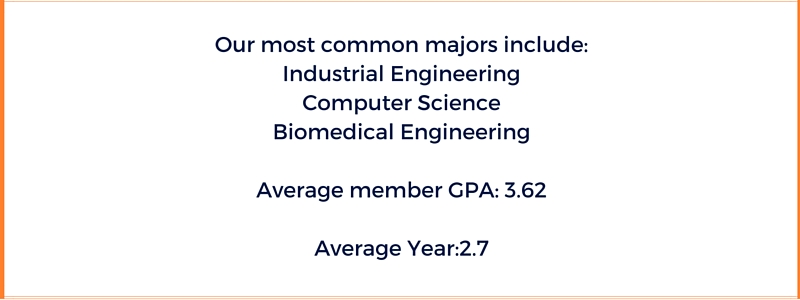 Our most common majors include:
Industrial Engineering
Computer Science
Biomedical Engineering
Average member GPA: 3.62
Average Year:2.7